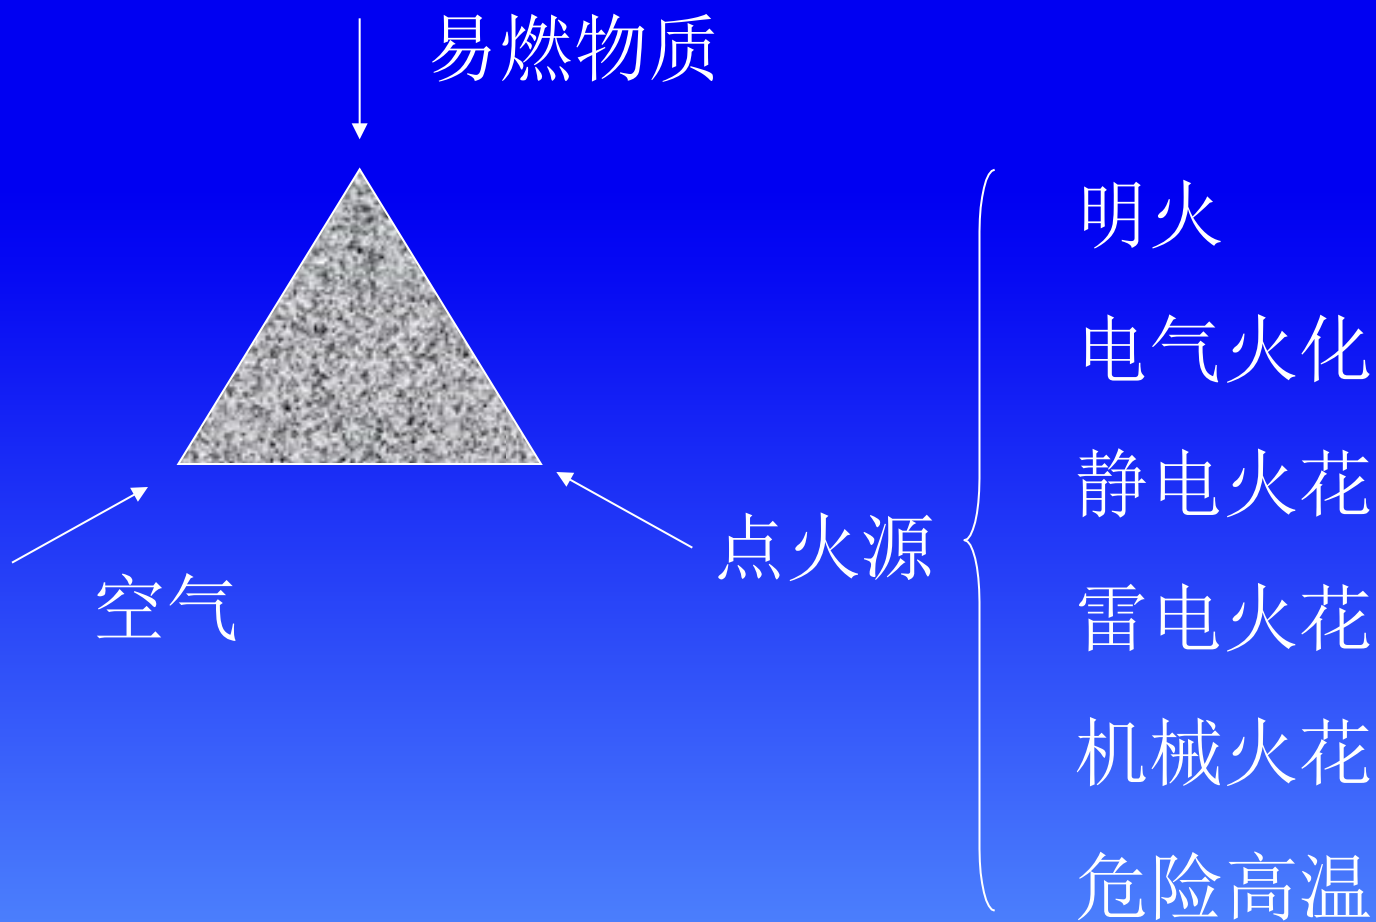 易燃物质
明火
电气火化
静电火花
点火源
空气
雷电火花
机械火花
危险高温